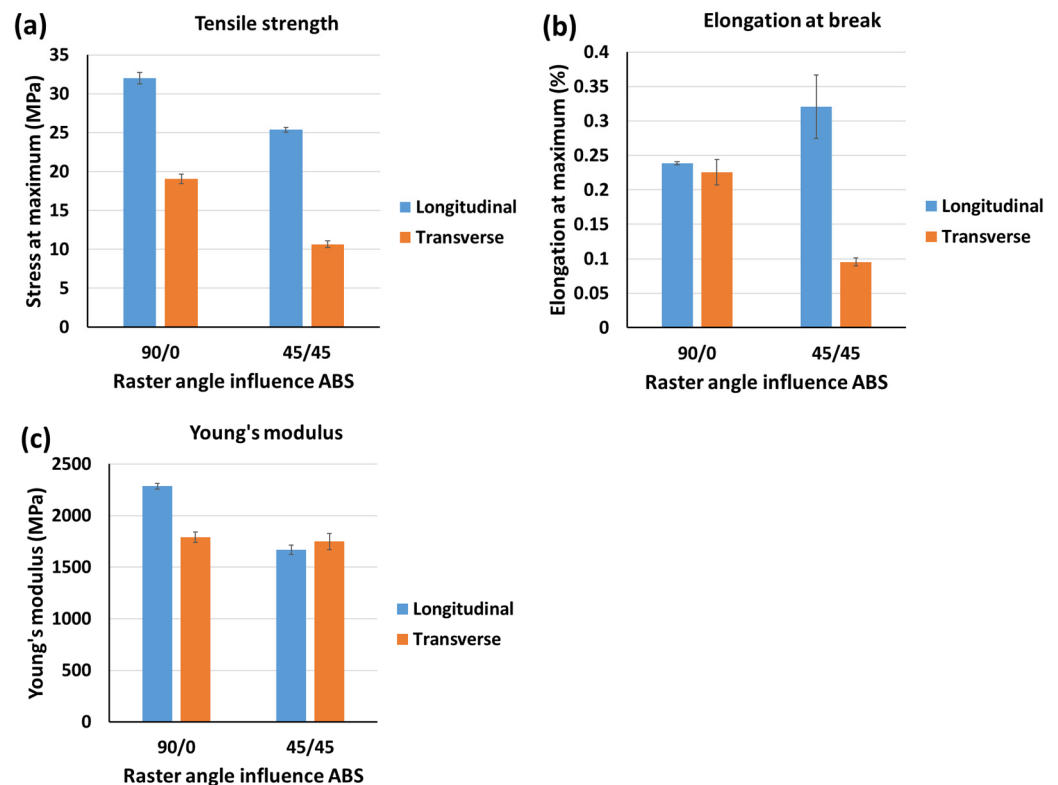 (a)
Tensile strength
Stress at maximum (MPa)
35
30
25
20
15
10
5
0
90/0
45/45
Raster angle influence ABS
Longitudinal
Transverse
(b)
Elongation at break
Elongation at maximum (%)
0.4
0.35
0.3
0.25
0.2
0.15
0.1
0.05
0
90/0
45/45
Raster angle influence ABS
Longitudinal
Transverse
(c)
Young's modulus
Young's modulus (MPa)
2500
2000
1500
1000
500
0
90/0
45/45
Raster angle influence ABS
Longitudinal
Transverse